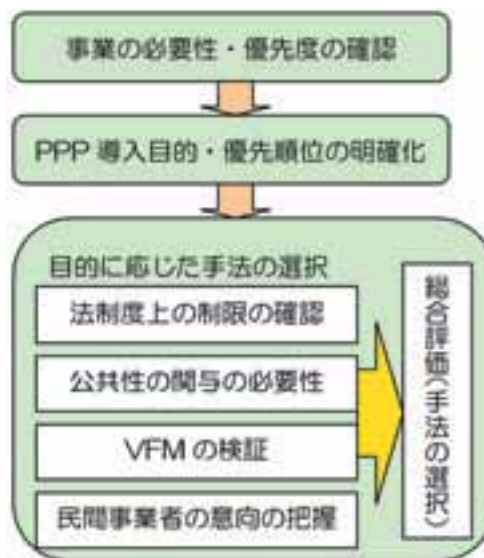 事業の必要性・優先度の確認
PPP 導入目的・優先順位の明確化
目的に応じた手法の選択
法制度上の制限の確認
公共性の関与の必要性
VFM の検証
民間事業者の意向の把握
総合評価(手法の選択)